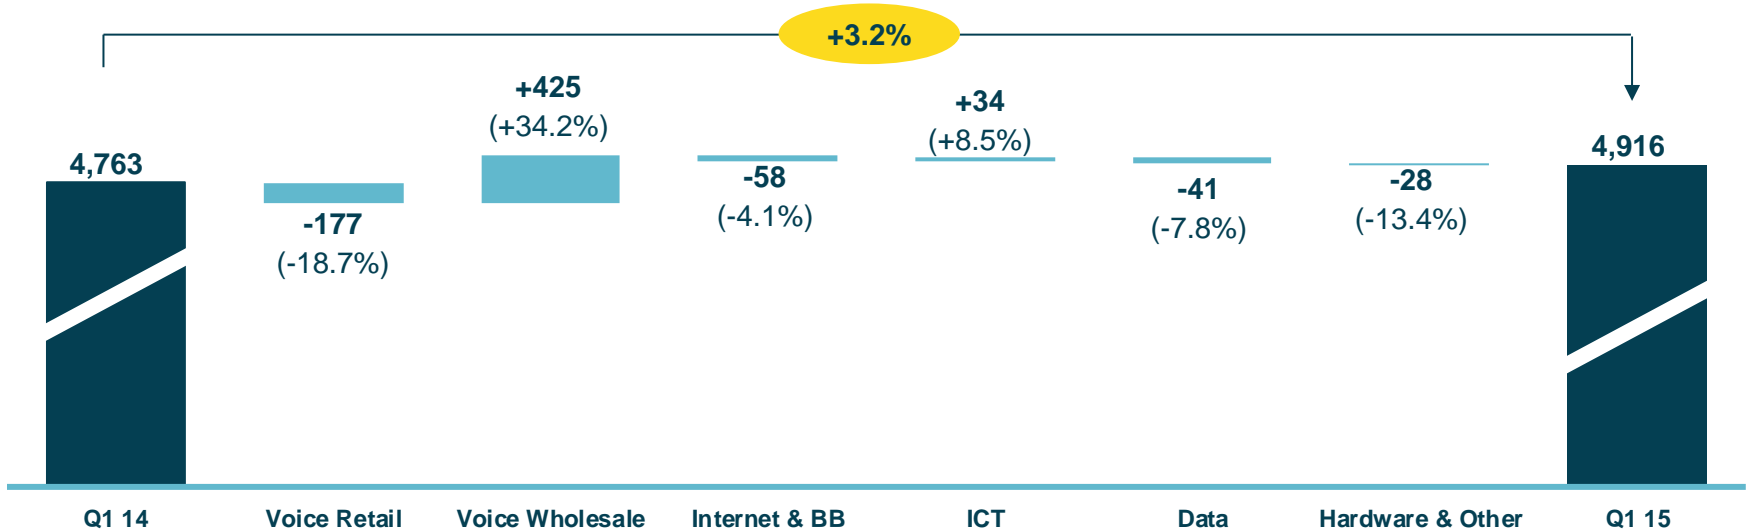 +3.2%
4,763
-177
(-18.7%)
+425
(+34.2%)
-58
(-4.1%)
+34
(+8.5%)
-41
(-7.8%)
-28
(-13.4%)
4,916
Q1 14
Voice Retail
Voice Wholesale
Internet & BB
ICT
Data
Hardware & Other
Q1 15